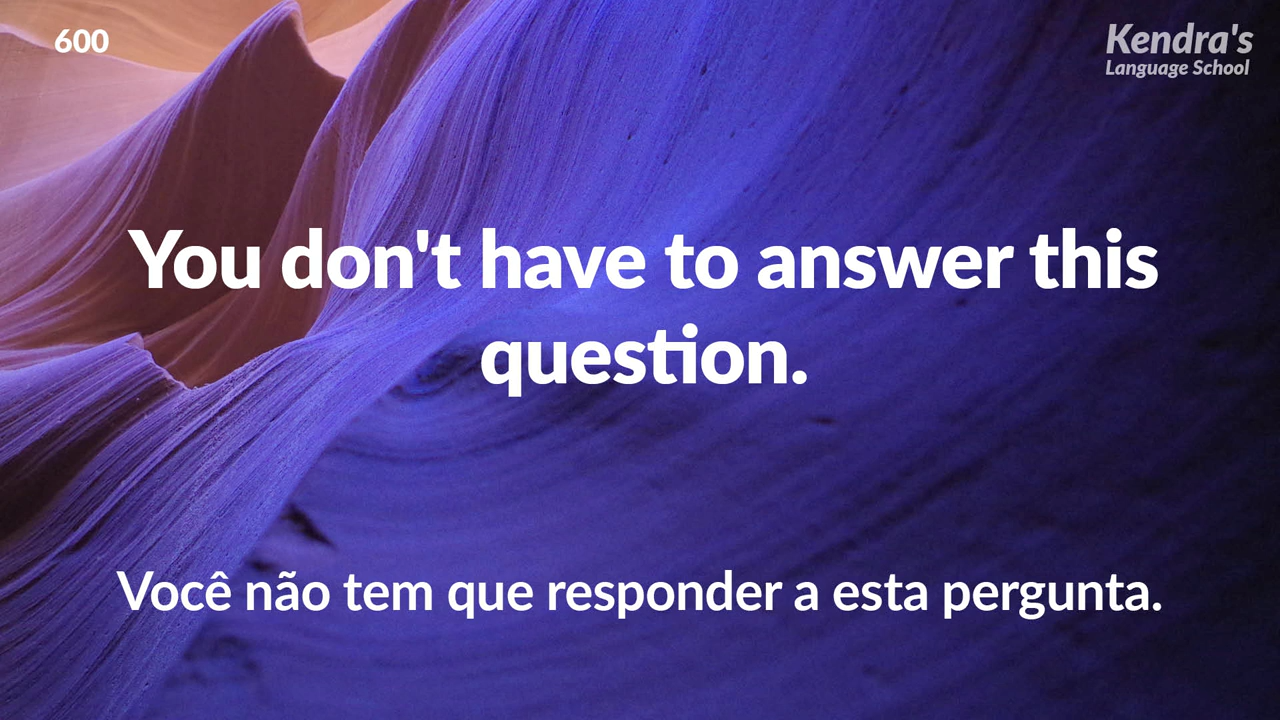 600
Kendra's
Language School
You don't have to answer this
question.
Você não tem que responder a esta pergunta.